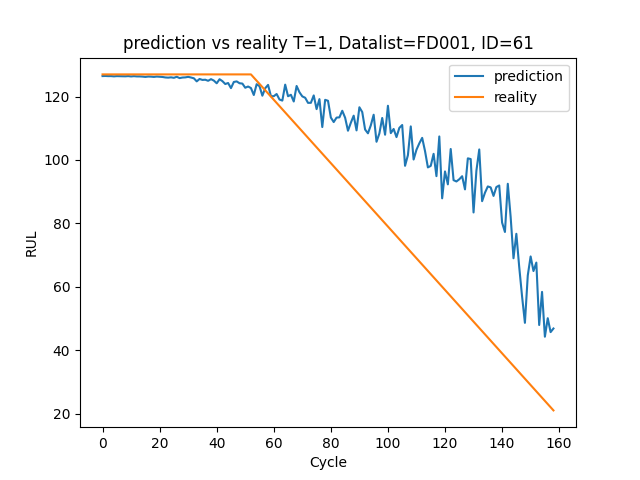 prediction vs reality T=1, Datalist=FD001, ID=61
prediction
reality
120
100
80
60
40
20
RUL
0 20 40 60 80 100 120 140 160
Cycle